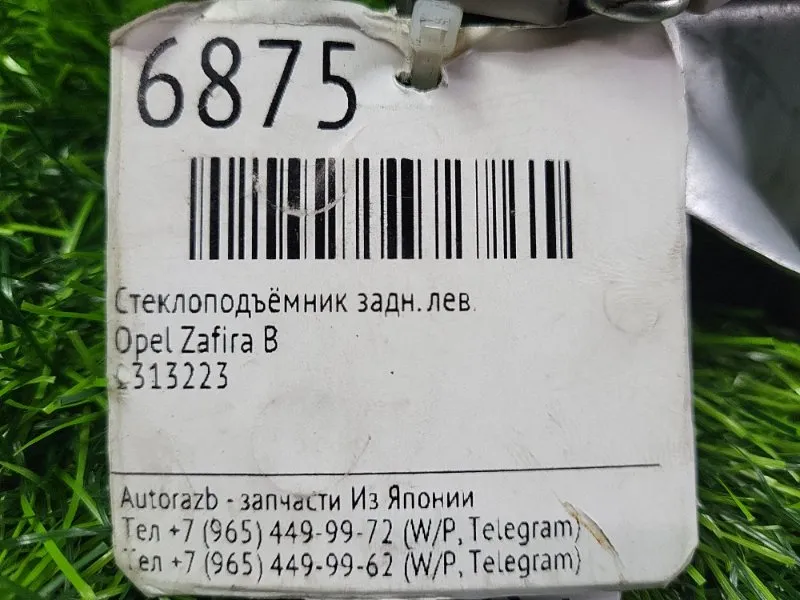 6875
Стеклоподъёмник задн. лев.
Opel Zafira B
313223
Autorazb - запчасти Из Японии
Тел +7 (965) 449-99-72 (W/P, Telegram)
Тел +7 (965) 449-99-62 (W/P, Telegram)